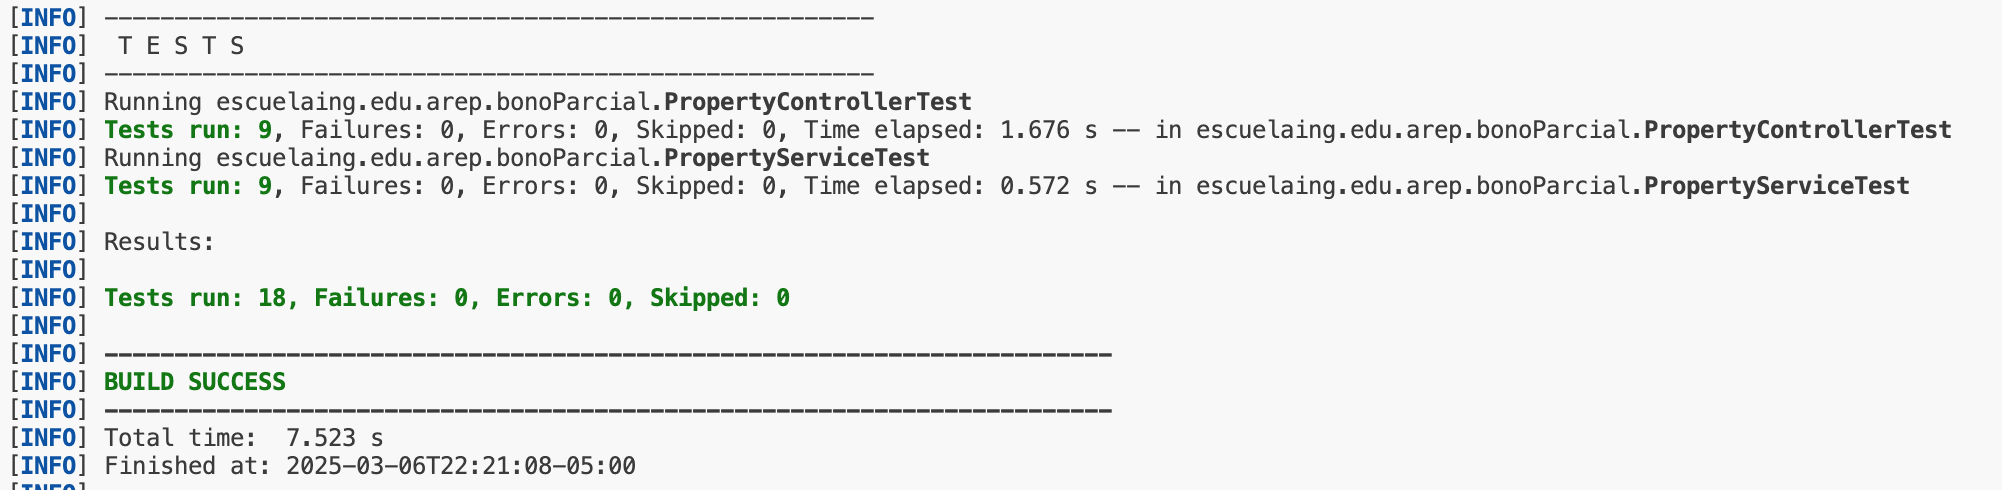 [INFO] -------------------------------------------------------
[INFO]  T E S T S
[INFO] -------------------------------------------------------
[INFO] Running escuelaing.edu.arep.bonoParcial.PropertyControllerTest
[INFO] Tests run: 9, Failures: 0, Errors: 0, Skipped: 0, Time elapsed: 1.676 s -- in escuelaing.edu.arep.bonoParcial.PropertyControllerTest
[INFO] Running escuelaing.edu.arep.bonoParcial.PropertyServiceTest
[INFO] Tests run: 9, Failures: 0, Errors: 0, Skipped: 0, Time elapsed: 0.572 s -- in escuelaing.edu.arep.bonoParcial.PropertyServiceTest
[INFO]
[INFO] Results:
[INFO]
[INFO] Tests run: 18, Failures: 0, Errors: 0, Skipped: 0
[INFO]
[INFO] ------------------------------------------------------------------------
[INFO] BUILD SUCCESS
[INFO] ------------------------------------------------------------------------
[INFO] Total time:  7.523 s
[INFO] Finished at: 2025-03-06T22:21:08-05:00